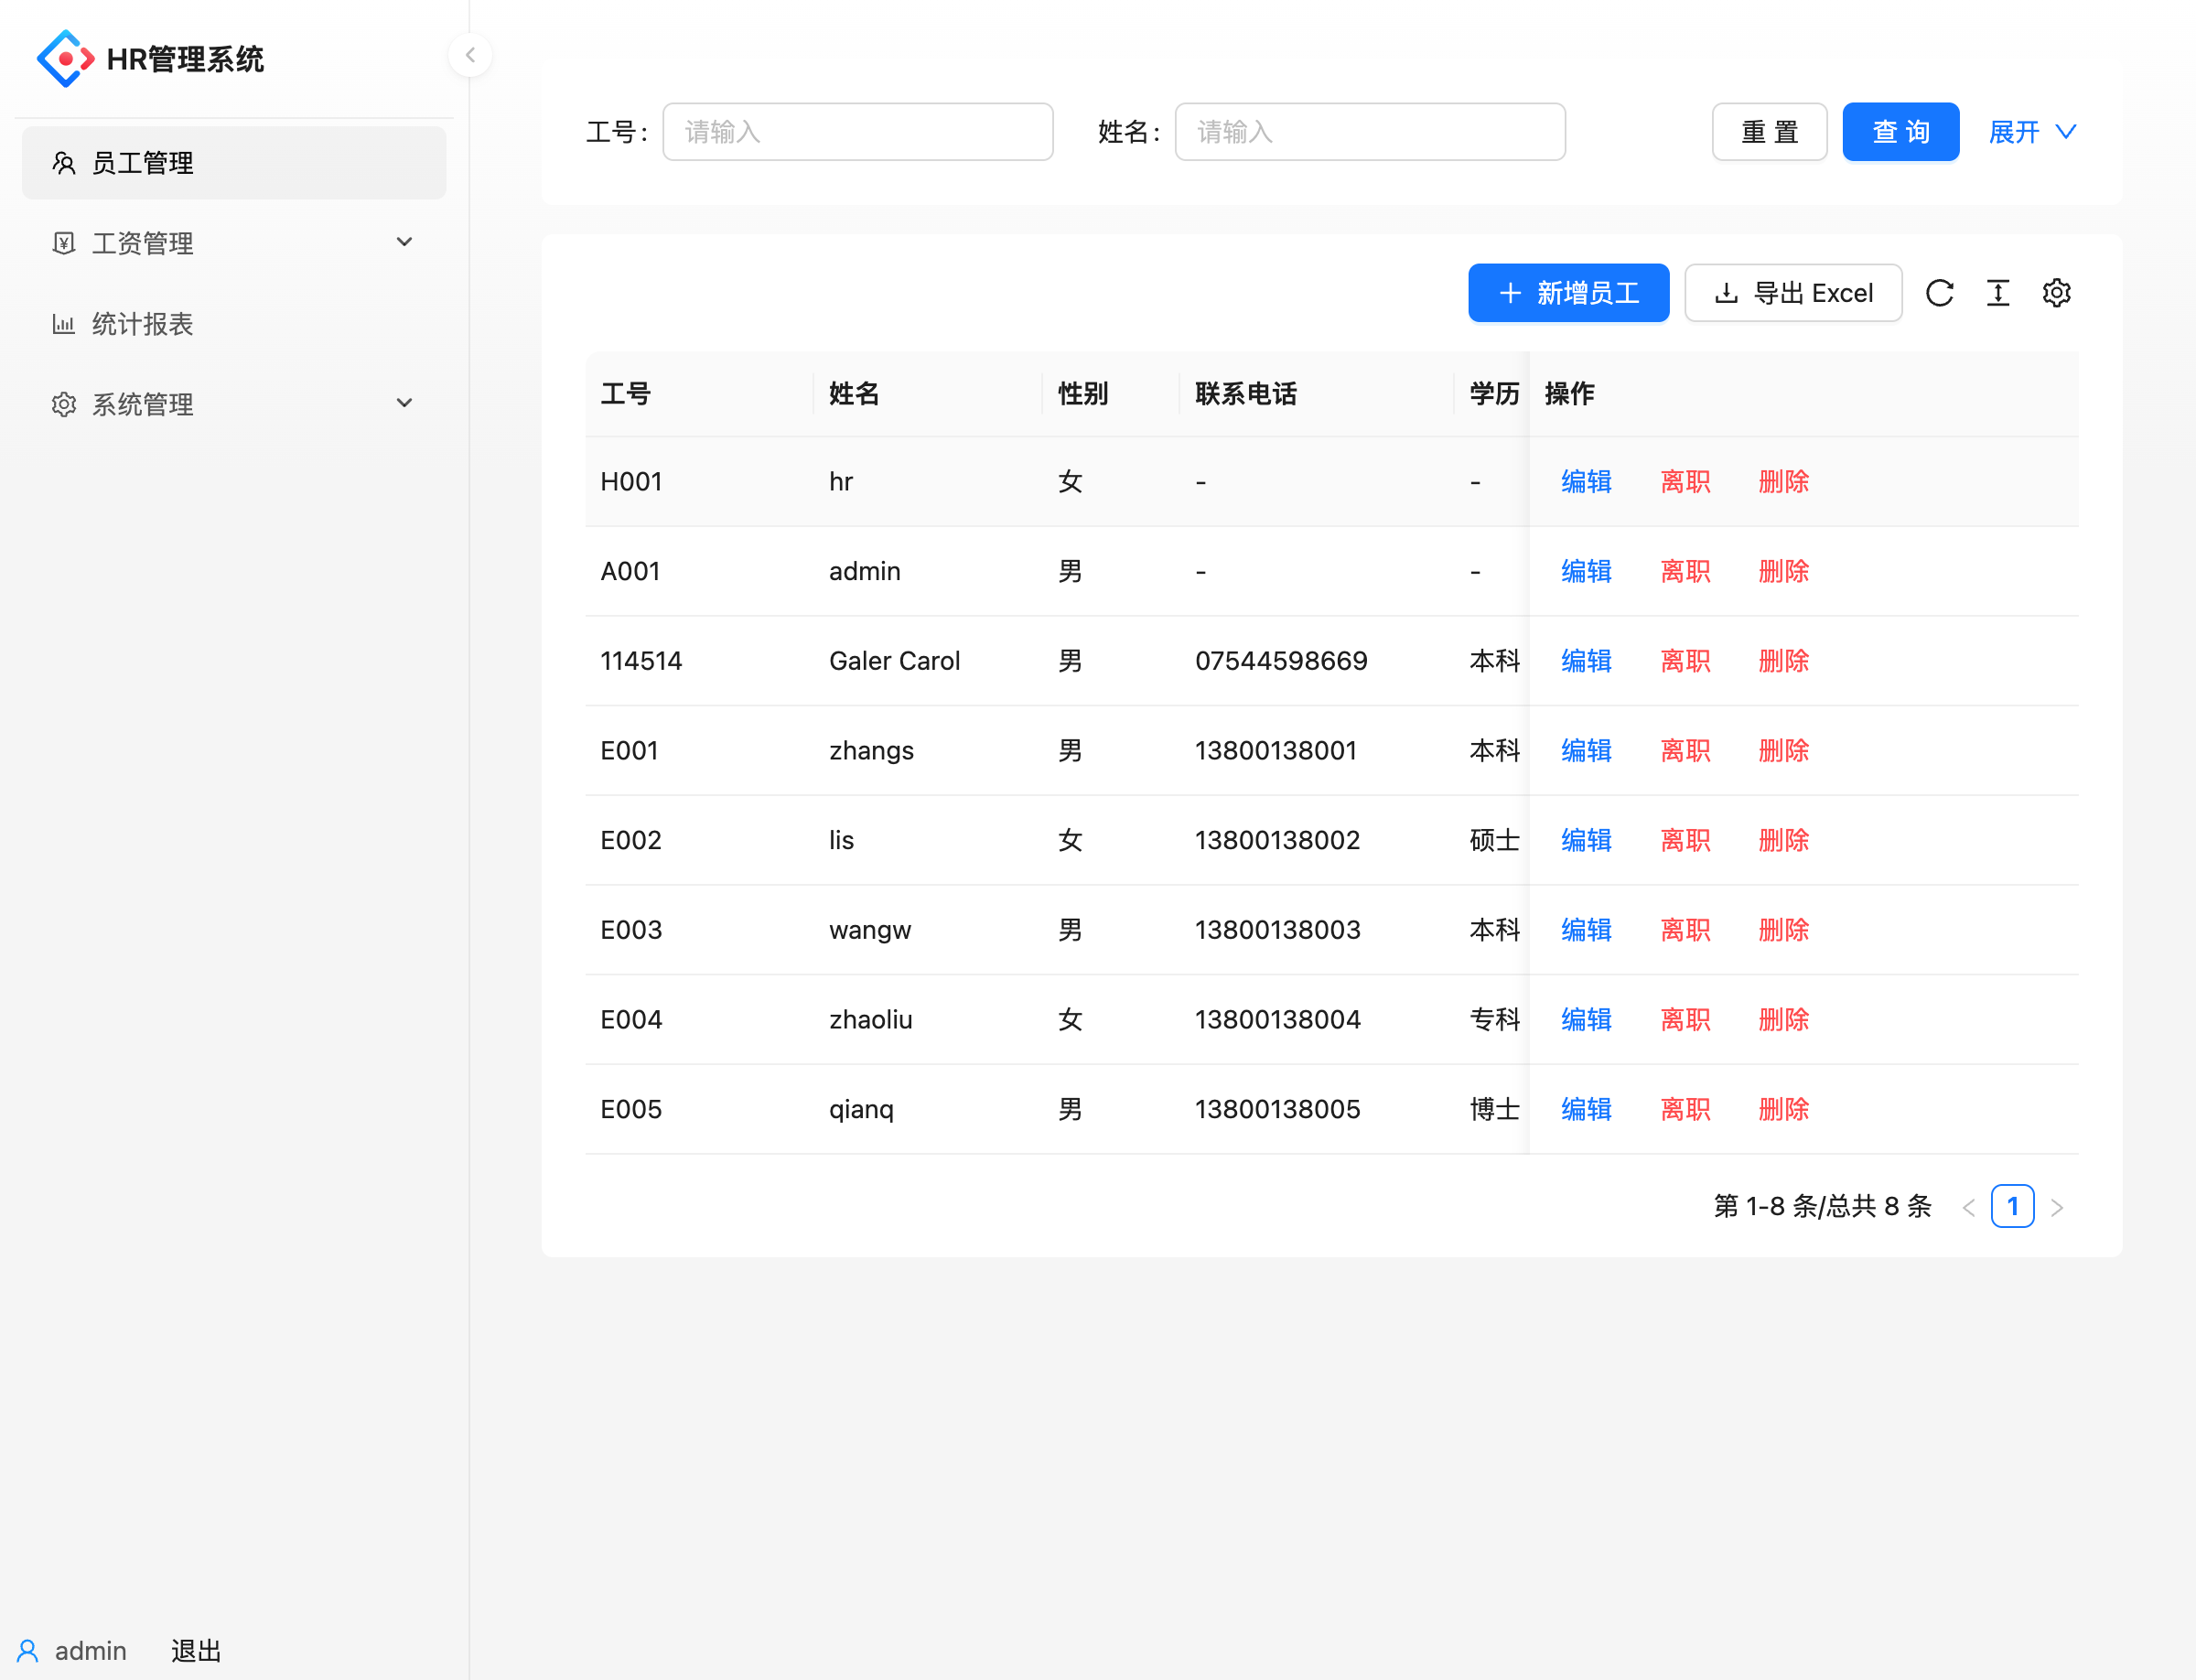 HR管理系统
员工管理
工资管理
统计报表
系统管理
工号: 请输入 姓名: 请输入 重 置 查 询 展开
新增员工 导出 Excel
工号 姓名 性别 联系电话 学历 操作
H001 hr 女 - - 编辑 离职 删除
A001 admin 男 - - 编辑 离职 删除
114514 Galer Carol 男 07544598669 本科 编辑 离职 删除
E001 zhangs 男 13800138001 本科 编辑 离职 删除
E002 lis 女 13800138002 硕士 编辑 离职 删除
E003 wangw 男 13800138003 本科 编辑 离职 删除
E004 zhaoliu 女 13800138004 专科 编辑 离职 删除
E005 qianq 男 13800138005 博士 编辑 离职 删除
第 1-8 条/总共 8 条 < 1 >
admin 退出